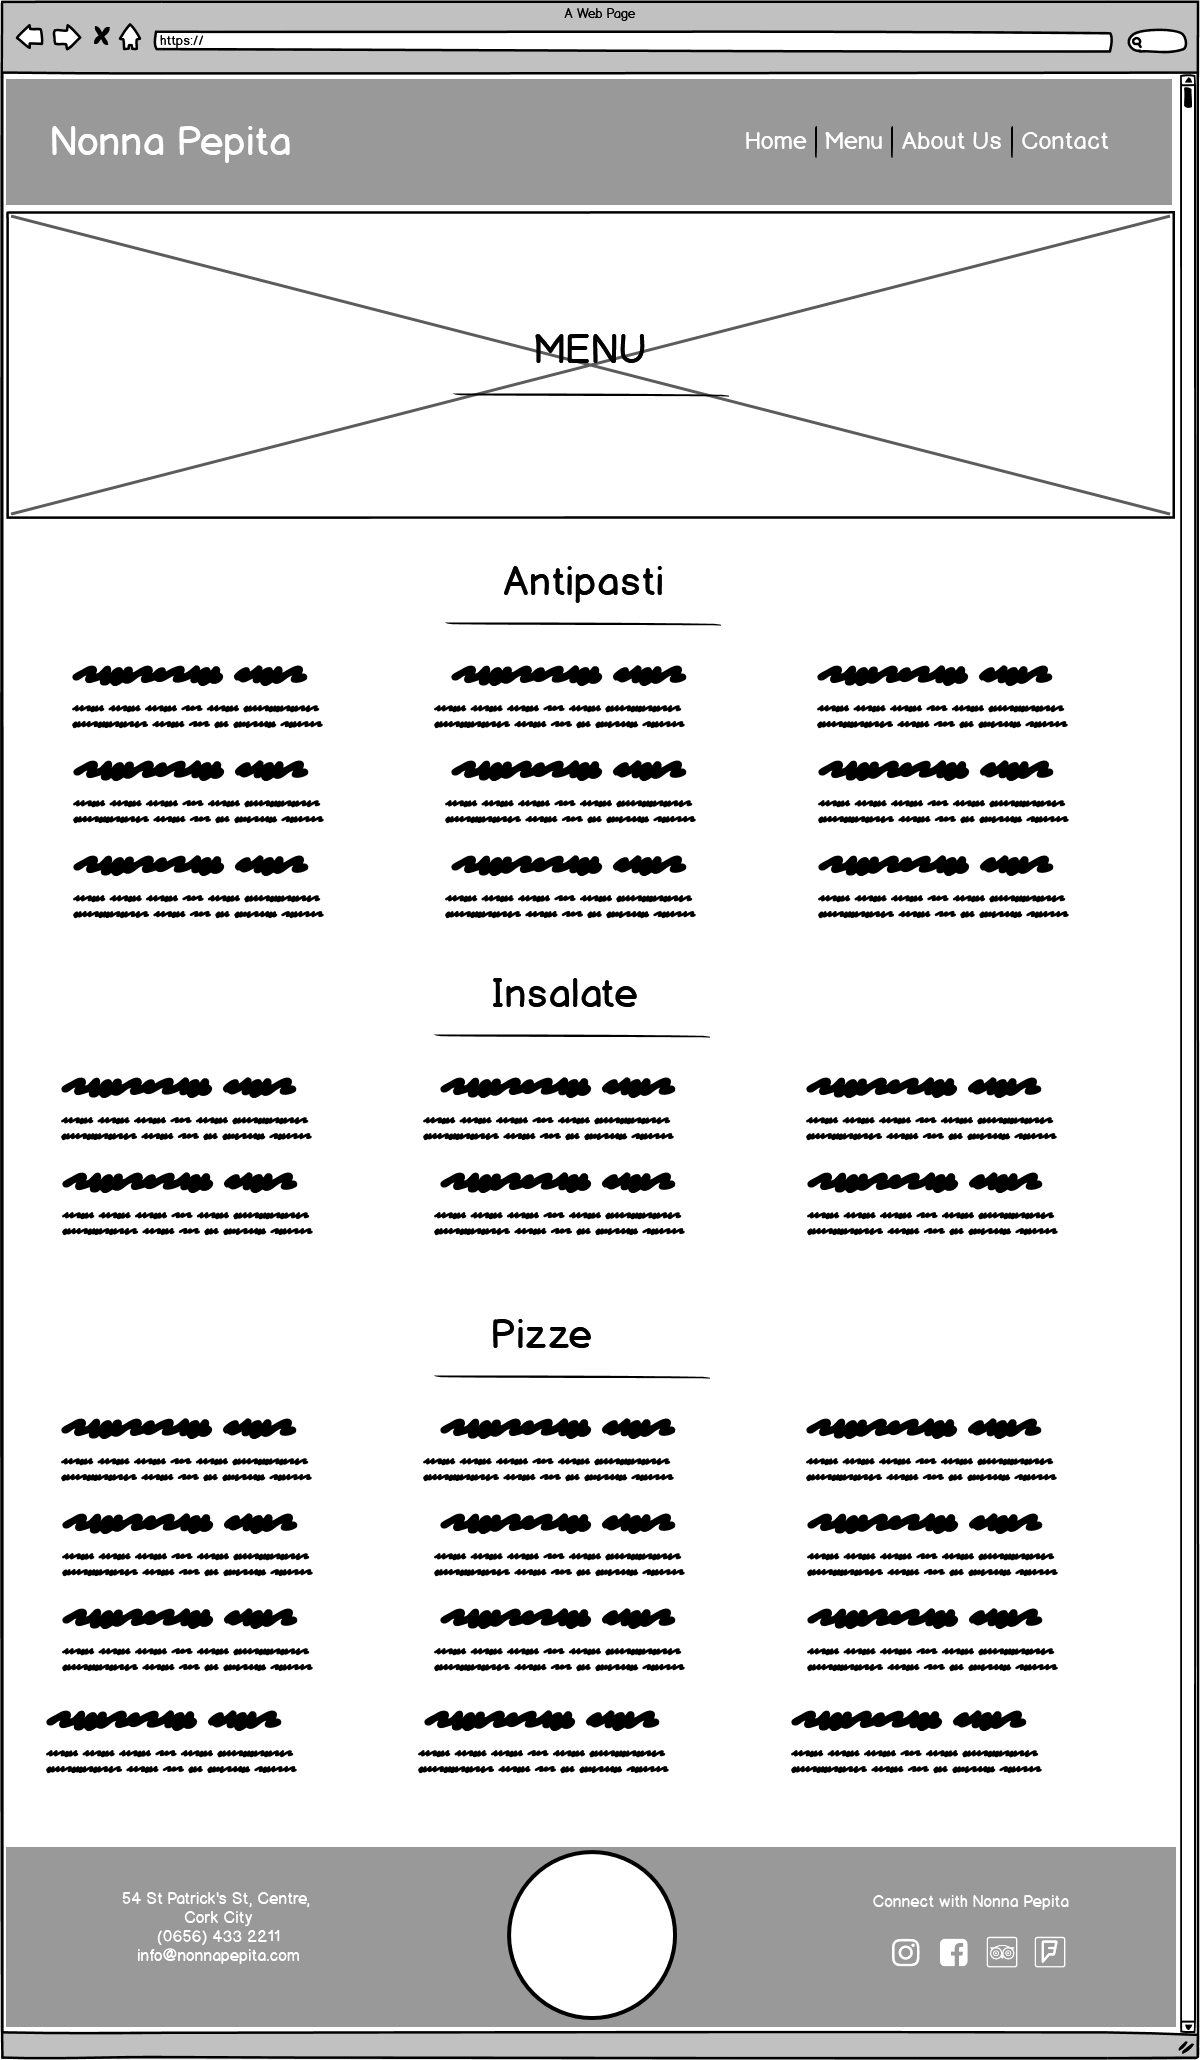 A Web Page
https://
Nonna Pepita
Home Menu About Us Contact
MENU
Antipasti
Insalate
Pizze
54 St Patrick's St, Centre,
Cork City
(0656) 433 2211
info@nonnapepita.com
Connect with Nonna Pepita